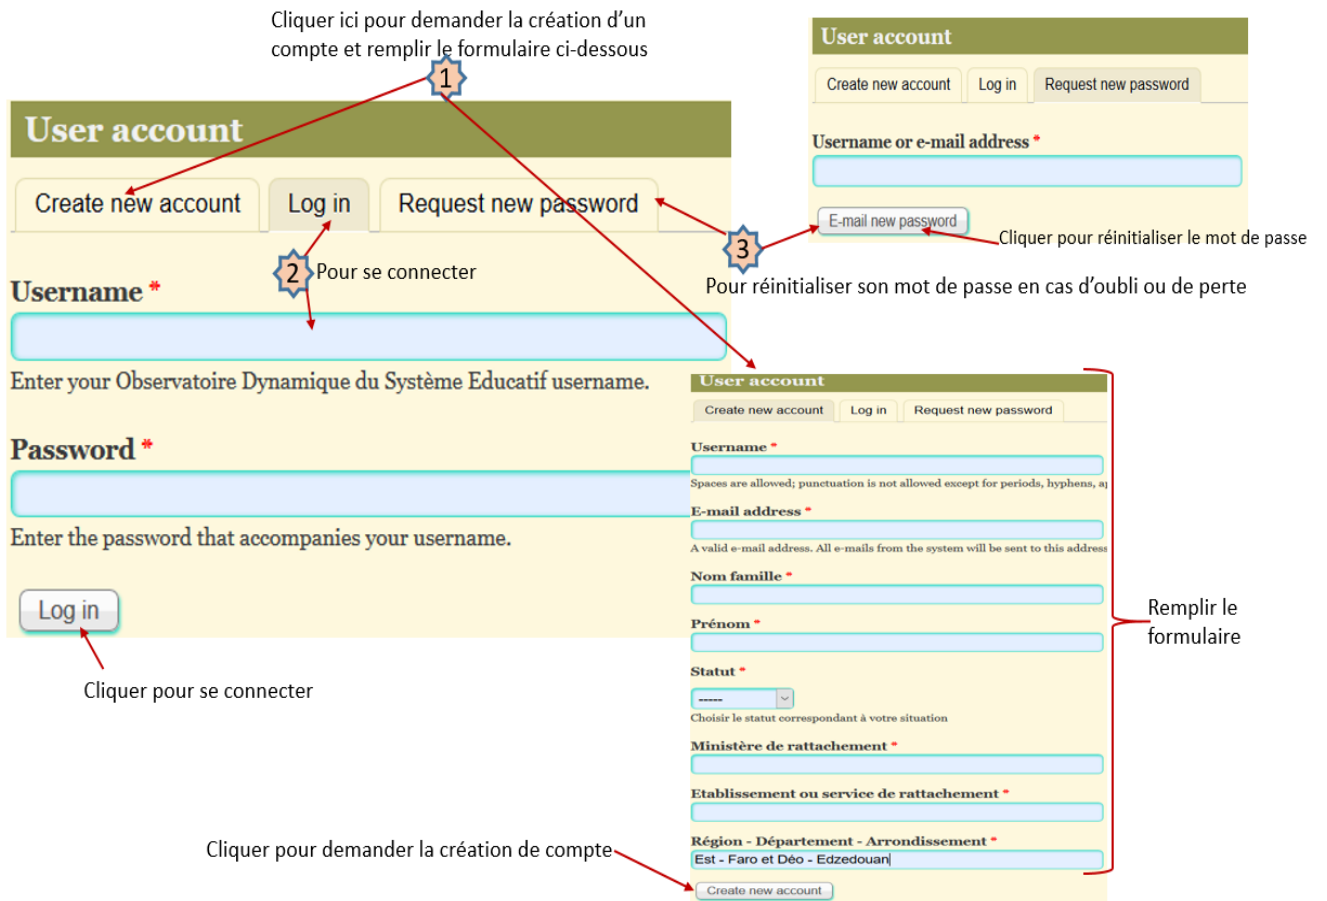 Cliquer ici pour demander la création d'un
compte et remplir le formulaire ci-dessous
1
User account
Create new account
Log in
Request new password
2
Pour se connecter
Username *
Enter your Observatoire Dynamique du Système Educatif username.
Password *
Enter the password that accompanies your username.
Log in
Cliquer pour se connecter
User account
Create new account
Log in
Request new password
Username or e-mail address *
E-mail new password
Cliquer pour réinitialiser le mot de passe
3
Pour réinitialiser son mot de passe en cas d'oubli ou de perte
User account
Create new account
Log in
Request new password
Username *
Spaces are allowed; punctuation is not allowed except for periods, hyphens,
E-mail address *
A valid e-mail address. All e-mails from the system will be sent to this address
Nom famille *
Prénom *
Statut *
-----
Choisir le statut correspondant à votre situation
Ministère de rattachement *
Etablissement ou service de rattachement *
Région - Département - Arrondissement *
Est - Faro et Déo - Edzedouan
Create new account
Remplir le
formulaire
Cliquer pour demander la création de compte